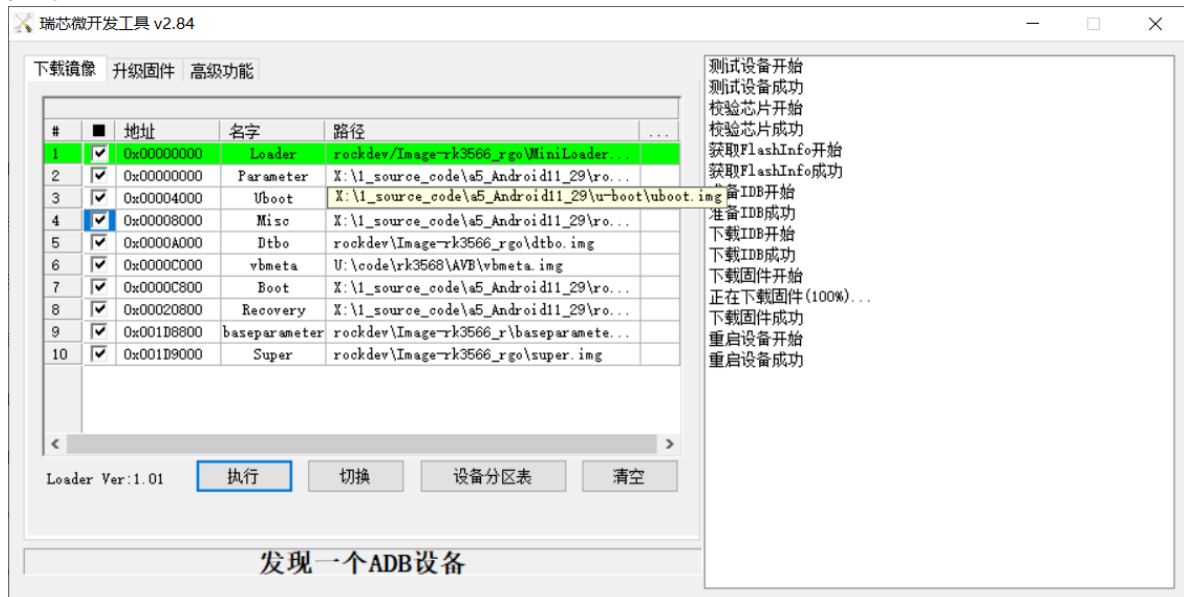 瑞芯微开发工具 v2.84
下载镜像 升级固件 高级功能
# 地址 名字 路径 ...
1 0x00000000 Loader rockdev/Image-rk3566_rgo\MiniLoader...
2 0x00000000 Parameter X:\1_source_code\a5_Android11_29\ro...
3 0x00004000 Uboot X:\1_source_code\a5_Android11_29\u-boot\uboot.img
4 0x00008000 Misc X:\1_source_code\a5_Android11_29\ro...
5 0x0000A000 Dtbo rockdev\Image-rk3566_rgo\dtbo.img
6 0x0000C000 vbmeta U:\code\rk3568\AVB\vbmeta.img
7 0x0000C800 Boot X:\1_source_code\a5_Android11_29\ro...
8 0x00020800 Recovery X:\1_source_code\a5_Android11_29\ro...
9 0x001D8800 baseparameter rockdev\Image-rk3566_r\baseparamete...
10 0x001D9000 Super rockdev\Image-rk3566_rgo\super.img
Loader Ver:1.01 执行 切换 设备分区表 清空
发现一个ADB设备
测试设备开始
测试设备成功
校验芯片开始
校验芯片成功
获取FlashInfo开始
获取FlashInfo成功
备IDB开始
准备IDB成功
下载IDB开始
下载IDB成功
下载固件开始
正在下载固件(100%)...
下载固件成功
重启设备开始
重启设备成功